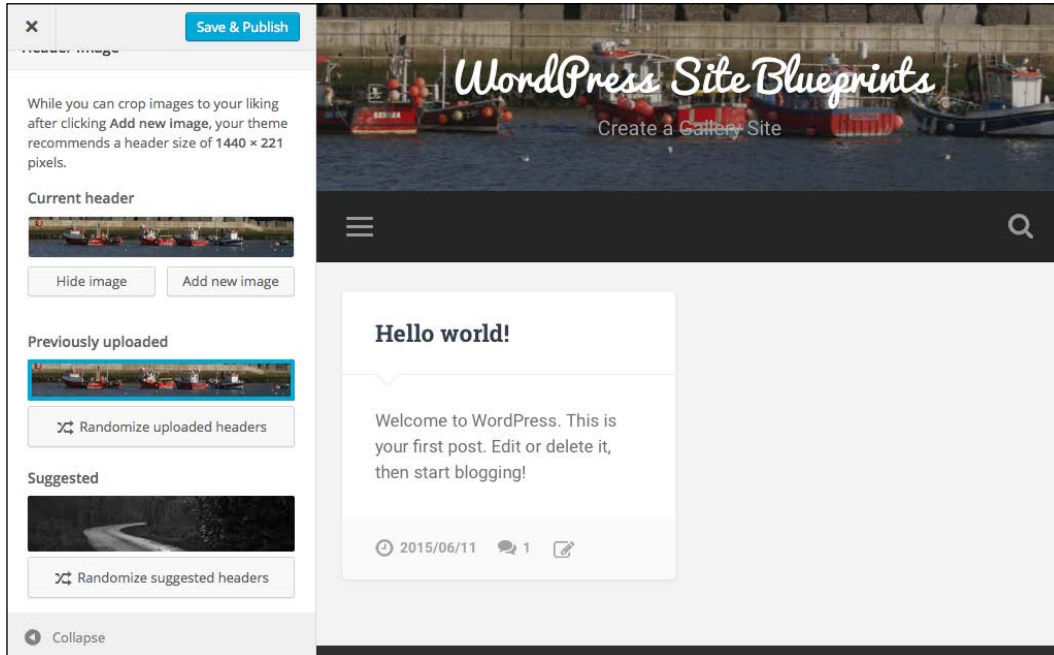 Save & Publish
Header Image
While you can crop images to your liking
after clicking Add new image, your theme
recommends a header size of 1440 × 221
pixels.
Current header
Hide image
Add new image
Previously uploaded
Randomize uploaded headers
Suggested
Randomize suggested headers
Collapse
WordPress Site Blueprints
Create a Gallery Site
Hello world!
Welcome to WordPress. This is
your first post. Edit or delete it,
then start blogging!
2015/06/11 1